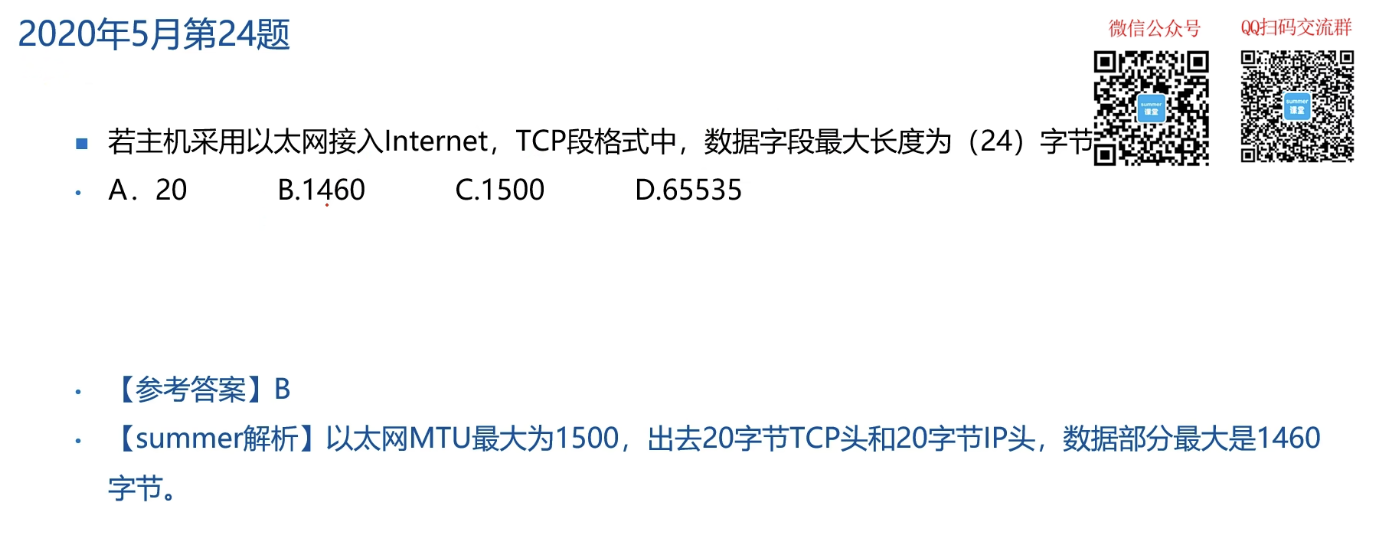 2020年5月第24题
微信公众号
QQ扫码交流群
summer
课堂
summer
课堂
■ 若主机采用以太网接入Internet，TCP段格式中，数据字段最大长度为（24）字节
· A．20 B.1460 C.1500 D.65535
· 【参考答案】B
· 【summer解析】以太网MTU最大为1500，出去20字节TCP头和20字节IP头，数据部分最大是1460
字节。